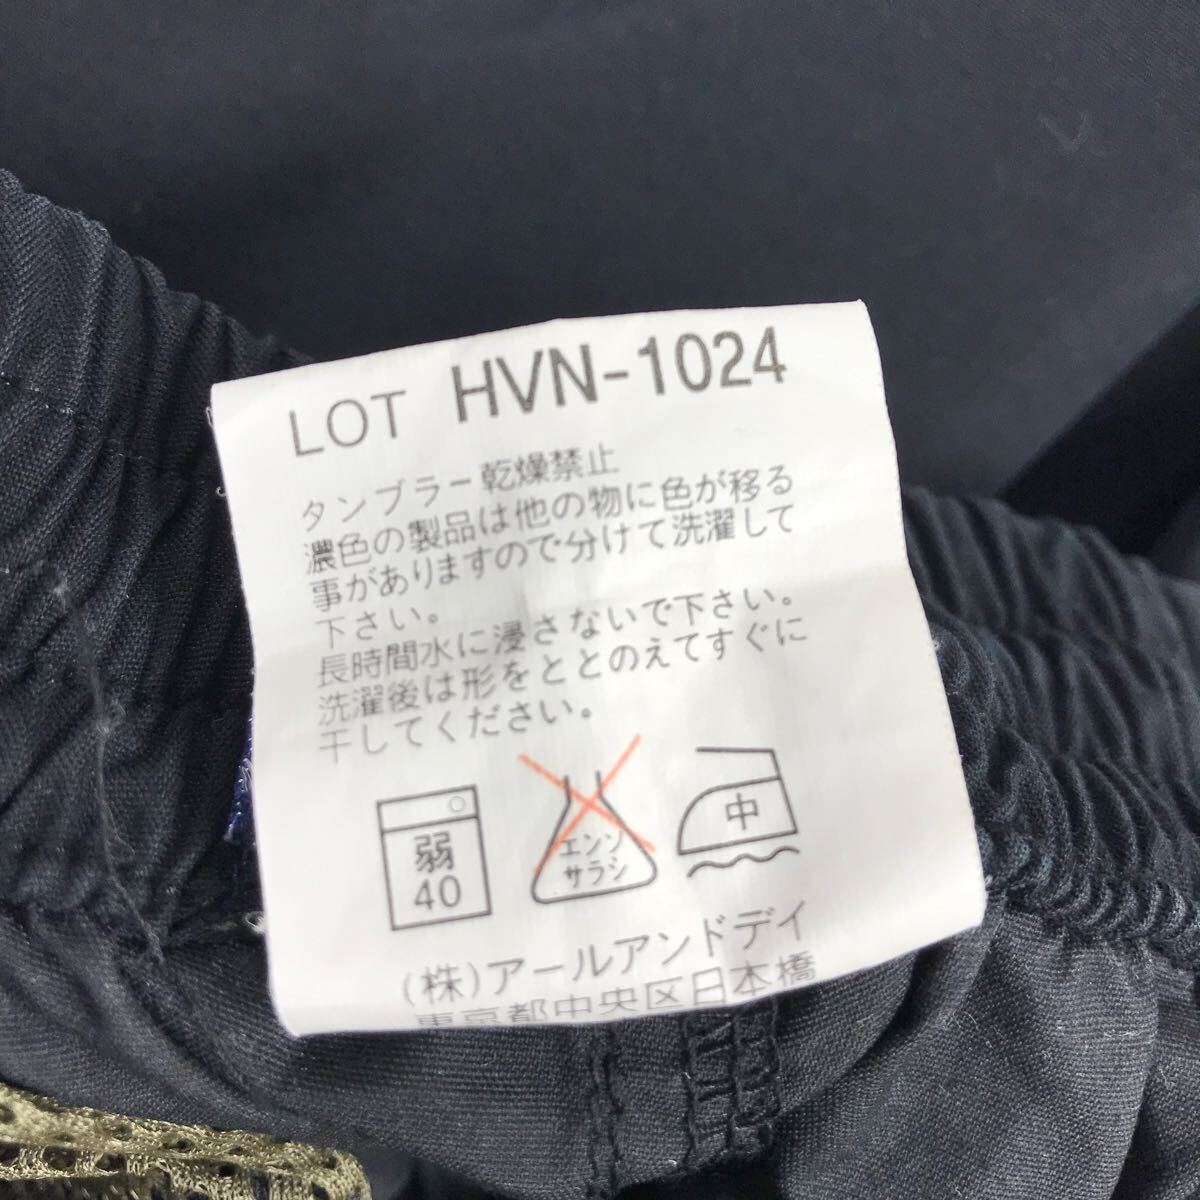 LOT HVN-1024
タンブラー乾燥禁止
濃色の製品は他の物に色が移る
事がありますので分けて洗濯して
下さい。
長時間水に浸さないで下さい。
洗濯後は形をととのえてすぐに
干してください。
弱
40
エンソ
サラシ
中
(株)アールアンドデイ
東京都中央区日本橋